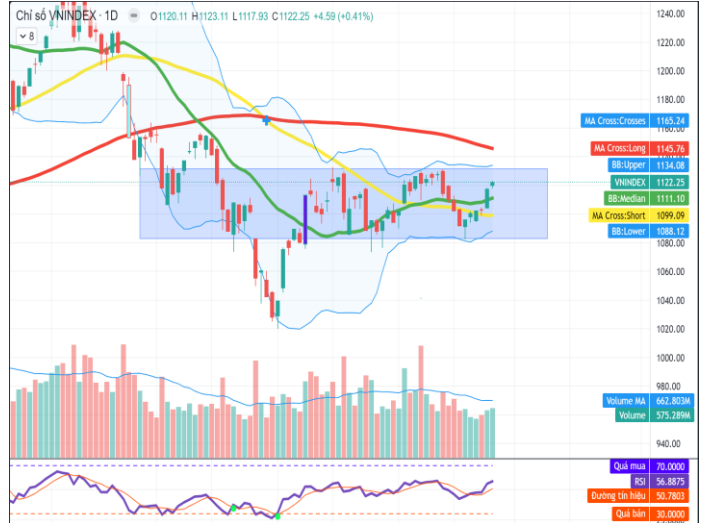 Chỉ số VNINDEX · 1D O1120.11 H1123.11 L1117.93 C1122.25 +4.59 (+0.41%)
8
1240.00
1220.00
1200.00
1180.00
MA Cross:Crosses 1165.24
1160.00
MA Cross:Long 1145.76
BB:Upper 1134.08
VNINDEX 1122.25
BB:Median 1111.10
MA Cross:Short 1099.09
BB:Lower 1088.12
1080.00
1060.00
1040.00
1020.00
1000.00
980.00
Volume MA 662.803M
Volume 575.289M
940.00
Quá mua 70.0000
RSI 56.8875
Đường tín hiệu 50.7803
Quá bán 30.0000